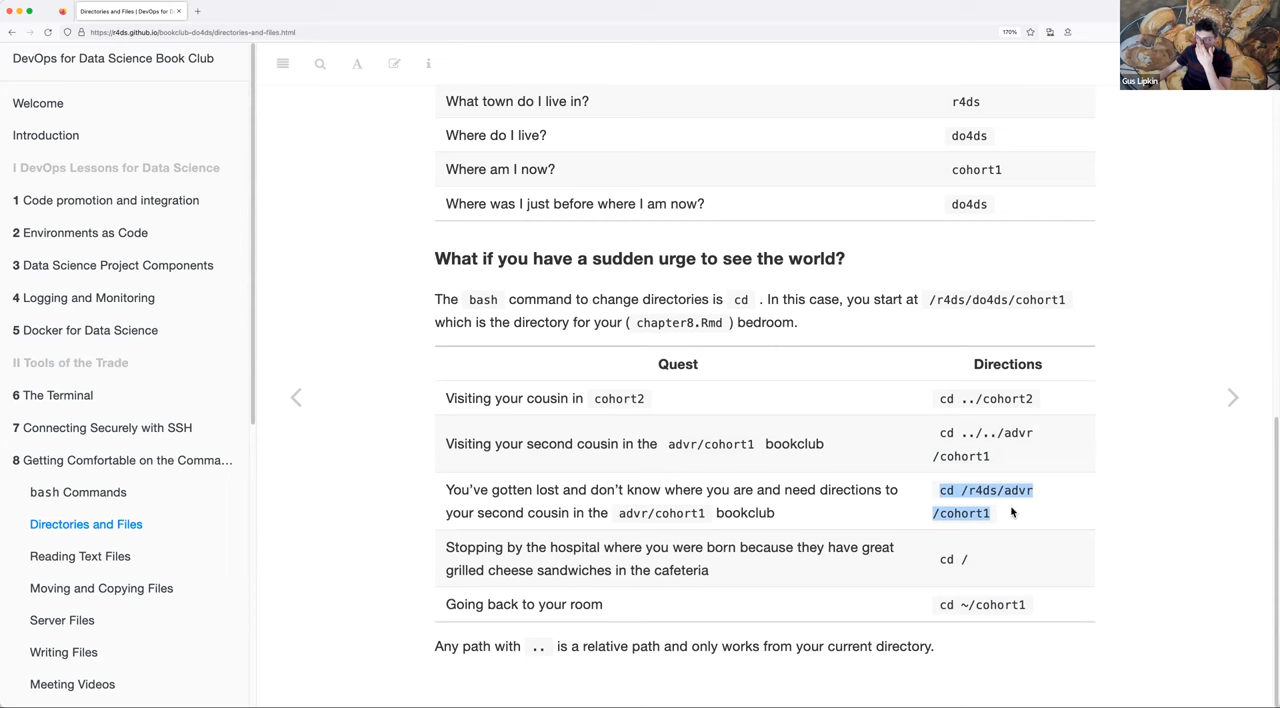 Directories and Files | DevOps for D
https://r4ds.github.io/bookclub-do4ds/directories-and-files.html
170%
Gus Lipkin
DevOps for Data Science Book Club
Welcome
Introduction
I DevOps Lessons for Data Science
1 Code promotion and integration
2 Environments as Code
3 Data Science Project Components
4 Logging and Monitoring
5 Docker for Data Science
II Tools of the Trade
6 The Terminal
7 Connecting Securely with SSH
8 Getting Comfortable on the Comma…
bash Commands
Directories and Files
Reading Text Files
Moving and Copying Files
Server Files
Writing Files
Meeting Videos
What town do I live in? r4ds
Where do I live? do4ds
Where am I now? cohort1
Where was I just before where I am now? do4ds
What if you have a sudden urge to see the world?
The bash command to change directories is cd . In this case, you start at /r4ds/do4ds/cohort1
which is the directory for your ( chapter8.Rmd ) bedroom.
Quest Directions
Visiting your cousin in cohort2 cd ../cohort2
Visiting your second cousin in the advr/cohort1 bookclub cd ../../advr
/cohort1
You've gotten lost and don't know where you are and need directions to cd /r4ds/advr
your second cousin in the advr/cohort1 bookclub /cohort1
Stopping by the hospital where you were born because they have great
grilled cheese sandwiches in the cafeteria cd /
Going back to your room cd ~/cohort1
Any path with .. is a relative path and only works from your current directory.